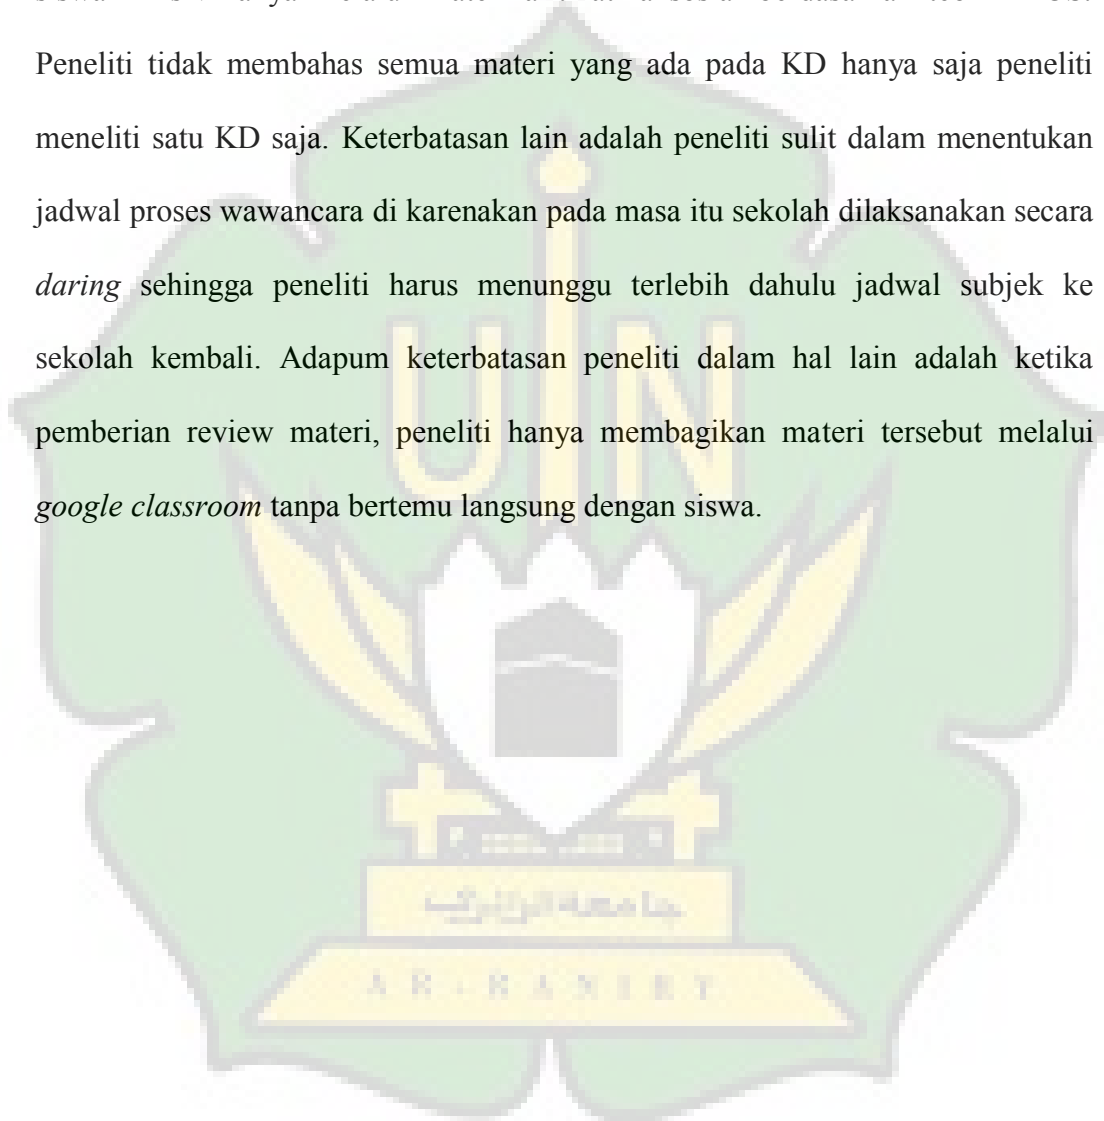 Peneliti tidak membahas semua materi yang ada pada KD hanya saja peneliti
meneliti satu KD saja. Keterbatasan lain adalah peneliti sulit dalam menentukan
jadwal proses wawancara di karenakan pada masa itu sekolah dilaksanakan secara
daring sehingga peneliti harus menunggu terlebih dahulu jadwal subjek ke
sekolah kembali. Adapum keterbatasan peneliti dalam hal lain adalah ketika
pemberian review materi, peneliti hanya membagikan materi tersebut melalui
google classroom tanpa bertemu langsung dengan siswa.
UIN
جامعة الرانري
AR-RANIRY